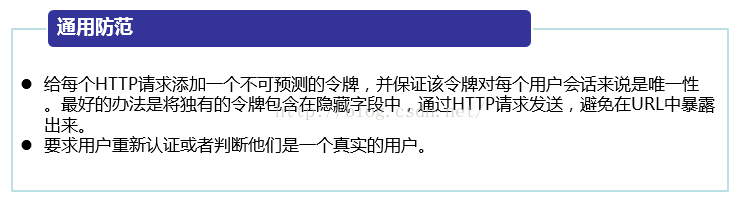 通用防范
● 给每个HTTP请求添加一个不可预测的令牌，并保证该令牌对每个用户会话来说是唯一性
。最好的办法是将独有的令牌包含在隐藏字段中，通过HTTP请求发送，避免在URL中暴露
http://blog.csdn.net/
出来。
● 要求用户重新认证或者判断他们是一个真实的用户。